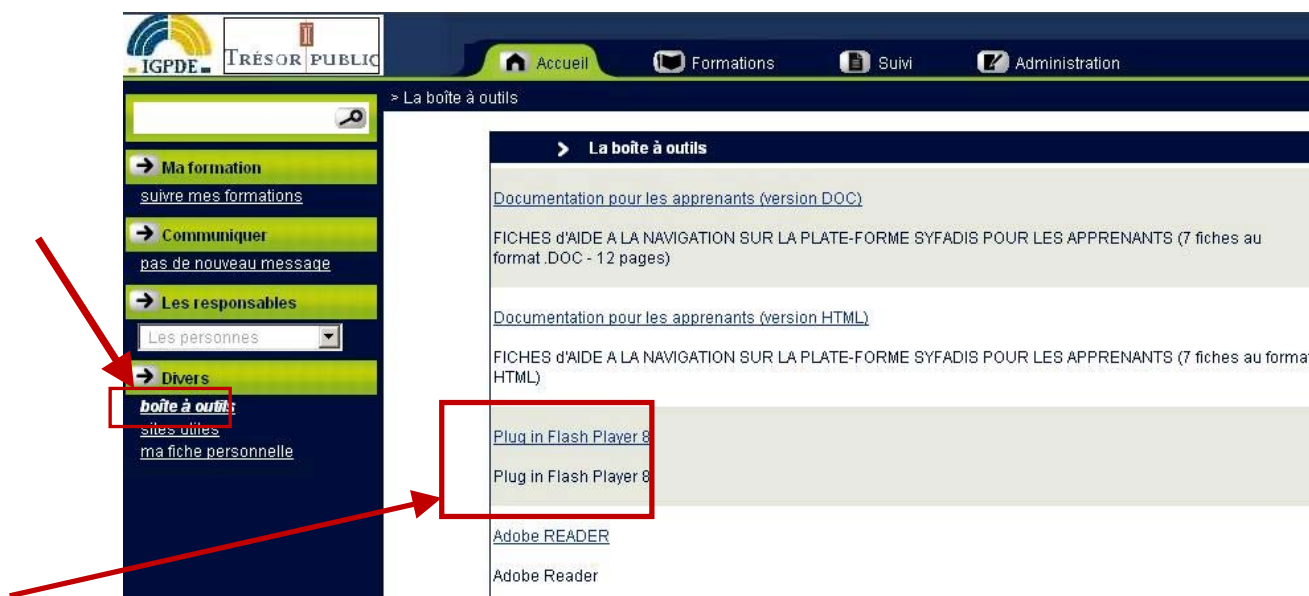 IGPDE
TRÉSOR PUBLIC
Accueil
Formations
Suivi
Administration
> La boîte à outils
Ma formation
suivre mes formations
Communiquer
pas de nouveau message
Les responsables
Les personnes
Divers
boîte à outils
sites utiles
ma fiche personnelle
La boîte à outils
Documentation pour les apprenants (version DOC)
FICHES d'AIDE A LA NAVIGATION SUR LA PLATE-FORME SYFADIS POUR LES APPRENANTS (7 fiches au
format .DOC - 12 pages)
Documentation pour les apprenants (version HTML)
FICHES d'AIDE A LA NAVIGATION SUR LA PLATE-FORME SYFADIS POUR LES APPRENANTS (7 fiches au format
HTML)
Plug in Flash Player 8
Plug in Flash Player 8
Adobe READER
Adobe Reader